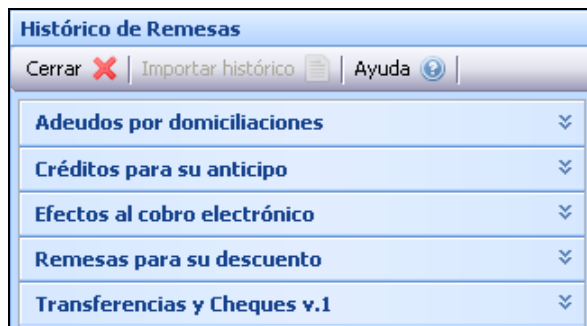 Histórico de Remesas
Cerrar Importar histórico Ayuda
Adeudos por domiciliaciones
Créditos para su anticipo
Efectos al cobro electrónico
Remesas para su descuento
Transferencias y Cheques v.1